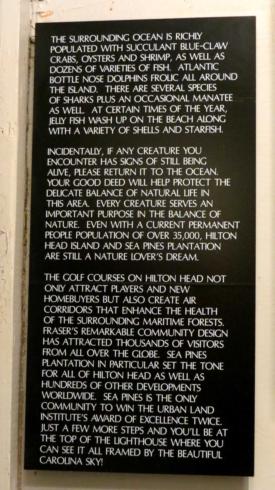 THE SURROUNDING OCEAN IS RICHLY
POPULATED WITH SUCCULANT BLUE-CLAW
CRABS, OYSTERS AND SHRIMP, AS WELL AS
DOZENS OF VARIETIES OF FISH. ATLANTIC
BOTTLE NOSE DOLPHINS FROLIC ALL AROUND
THE ISLAND. THERE ARE SEVERAL SPECIES
OF SHARKS PLUS AN OCCASIONAL MANATEE
AS WELL. AT CERTAIN TIMES OF THE YEAR,
JELLY FISH WASH UP ON THE BEACH ALONG
WITH A VARIETY OF SHELLS AND STARFISH.
INCIDENTALLY, IF ANY CREATURE YOU
ENCOUNTER HAS SIGNS OF STILL BEING
ALIVE, PLEASE RETURN IT TO THE OCEAN.
YOUR GOOD DEED WILL HELP PROTECT THE
DELICATE BALANCE OF NATURAL LIFE IN
THIS AREA. EVERY CREATURE SERVES AN
IMPORTANT PURPOSE IN THE BALANCE OF
NATURE. EVEN WITH A CURRENT PERMANENT
PEOPLE POPULATION OF OVER 35,000, HILTON
HEAD ISLAND AND SEA PINES PLANTATION
ARE STILL A NATURE LOVER'S DREAM.
THE GOLF COURSES ON HILTON HEAD NOT
ONLY ATTRACT PLAYERS AND NEW
HOMEBUYERS BUT ALSO CREATE AIR
CORRIDORS THAT ENHANCE THE HEALTH
OF THE SURROUNDING MARITIME FORESTS.
FRASER'S REMARKABLE COMMUNITY DESIGN
HAS ATTRACTED THOUSANDS OF VISITORS
FROM ALL OVER THE GLOBE. SEA PINES
PLANTATION IN PARTICULAR SET THE TONE
FOR ALL OF HILTON HEAD AS WELL AS
HUNDREDS OF OTHER DEVELOPMENTS
WORLDWIDE. SEA PINES IS THE ONLY
COMMUNITY TO WIN THE URBAN LAND
INSTITUTE'S AWARD OF EXCELLENCE TWICE.
JUST A FEW MORE STEPS AND YOU'LL BE AT
THE TOP OF THE LIGHTHOUSE WHERE YOU
CAN SEE IT ALL FRAMED BY THE BEAUTIFUL
CAROLINA SKY!